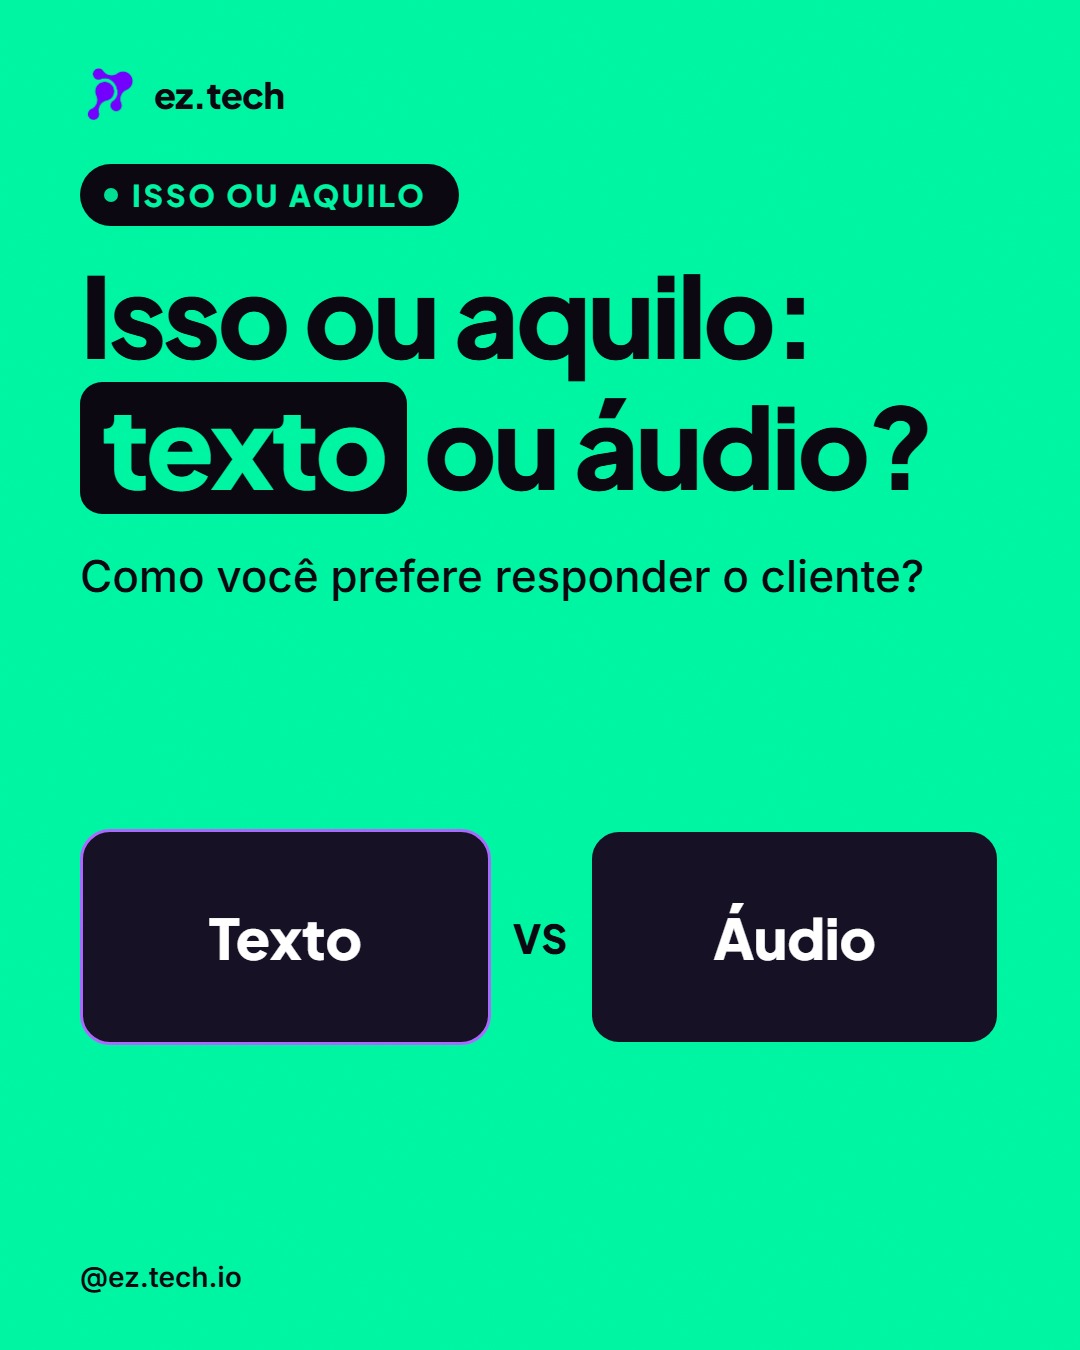 ez.tech
ISSO OU AQUILO
Isso ou aquilo:
texto ou áudio?
Como você prefere responder o cliente?
Texto
VS
Áudio
@ez.tech.io